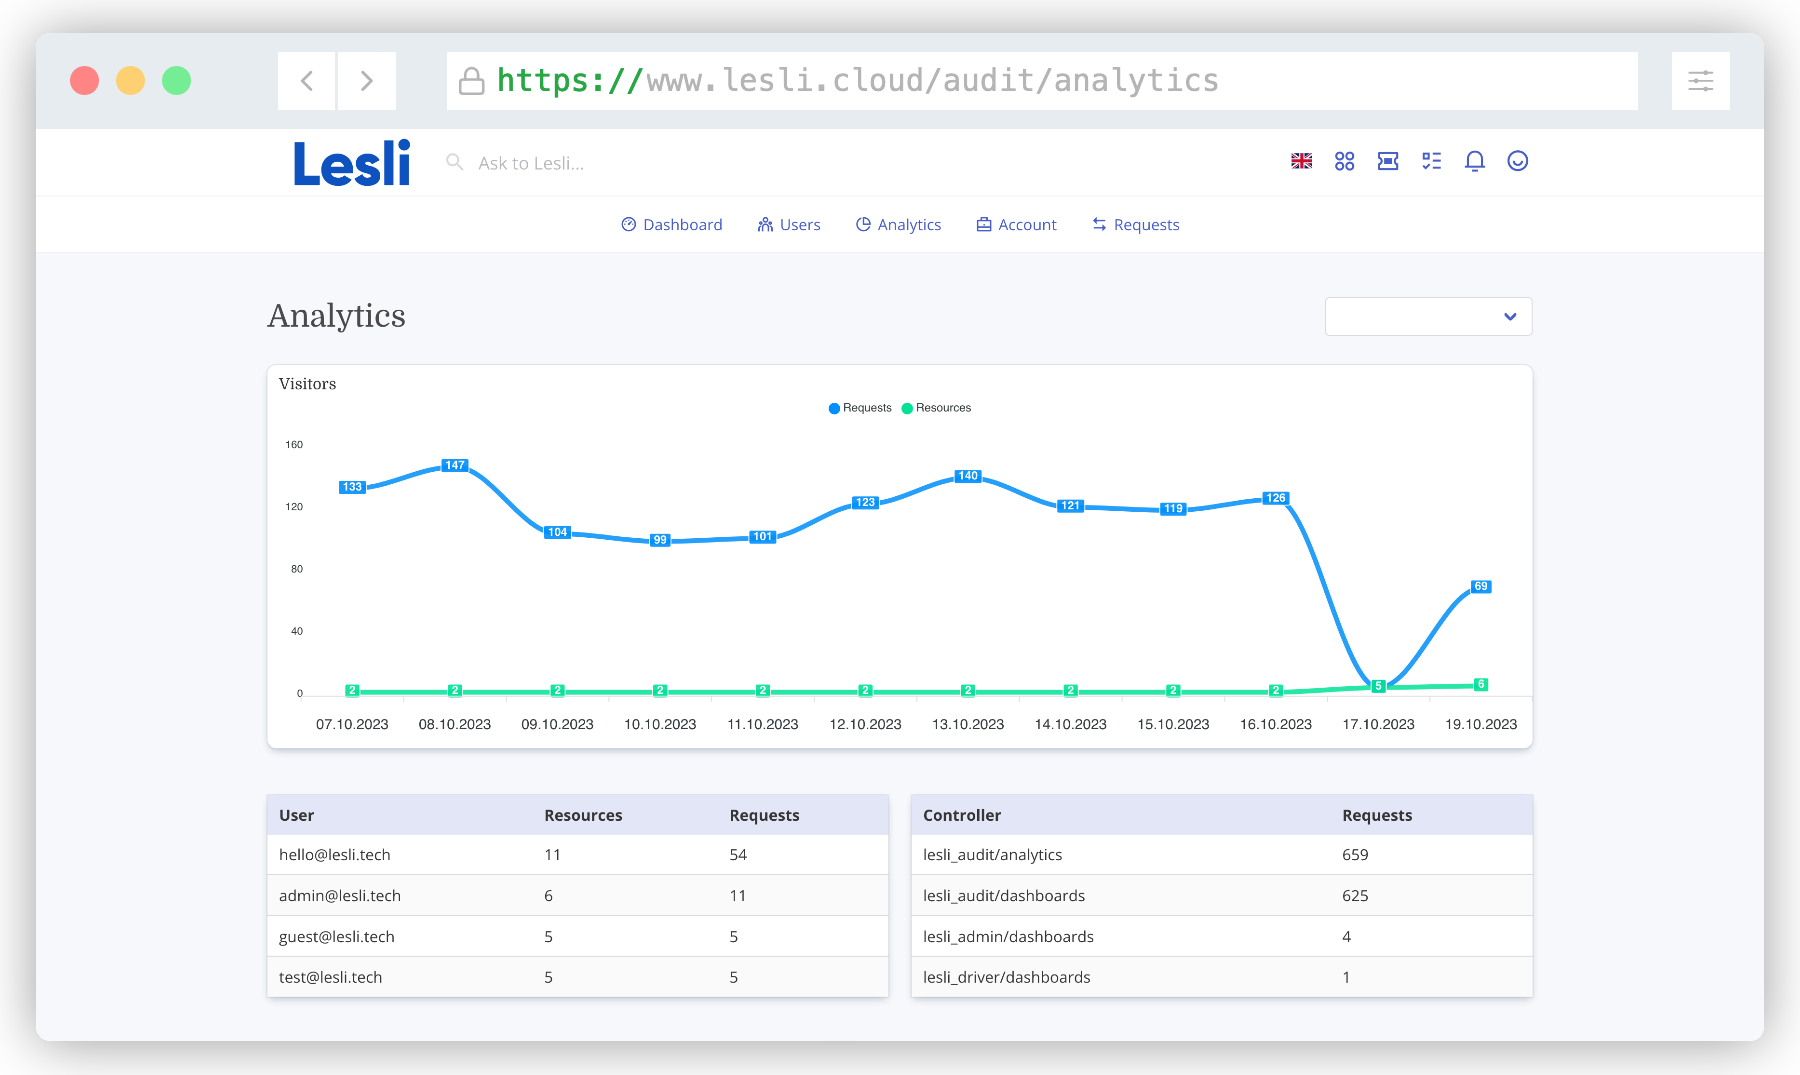 https://www.lesli.cloud/audit/analytics
Lesli Ask to Lesli...
Dashboard Users Analytics Account Requests
Analytics
Visitors
Requests Resources
160
120
80
40
0
133 147 104 99 101 123 140 121 119 126 69
2 2 2 2 2 2 2 2 2 2 5 6
07.10.2023 08.10.2023 09.10.2023 10.10.2023 11.10.2023 12.10.2023 13.10.2023 14.10.2023 15.10.2023 16.10.2023 17.10.2023 19.10.2023
User Resources Requests
hello@lesli.tech 11 54
admin@lesli.tech 6 11
guest@lesli.tech 5 5
test@lesli.tech 5 5
Controller Requests
lesli_audit/analytics 659
lesli_audit/dashboards 625
lesli_admin/dashboards 4
lesli_driver/dashboards 1